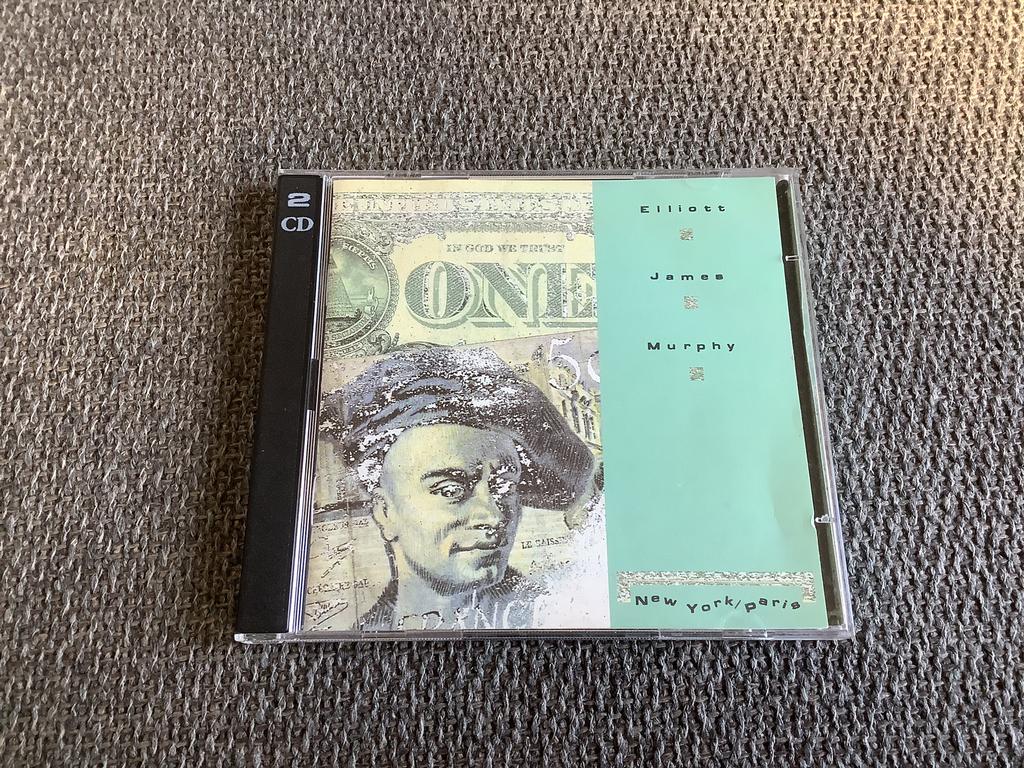 2
CD
IN GOD WE TRUST
ONE
Elliott
James
Murphy
New York/Paris